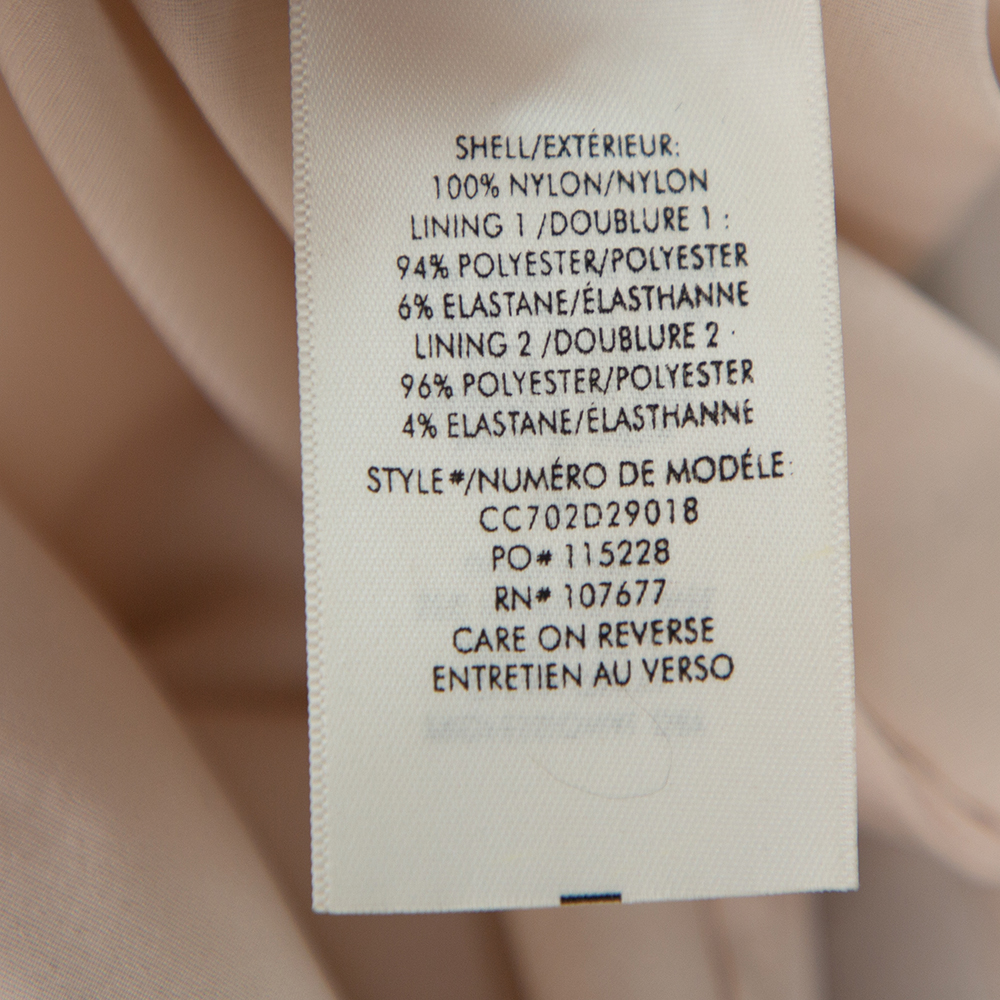 SHELL/EXTÉRIEUR:
100% NYLON/NYLON
LINING 1 /DOUBLURE 1 :
94% POLYESTER/POLYESTER
6% ELASTANE/ÉLASTHANNE
LINING 2 /DOUBLURE 2 :
96% POLYESTER/POLYESTER
4% ELASTANE/ÉLASTHANNE
STYLE#/NUMÉRO DE MODÉLE:
CC702D29018
PO# 115228
RN# 107677
CARE ON REVERSE
ENTRETIEN AU VERSO